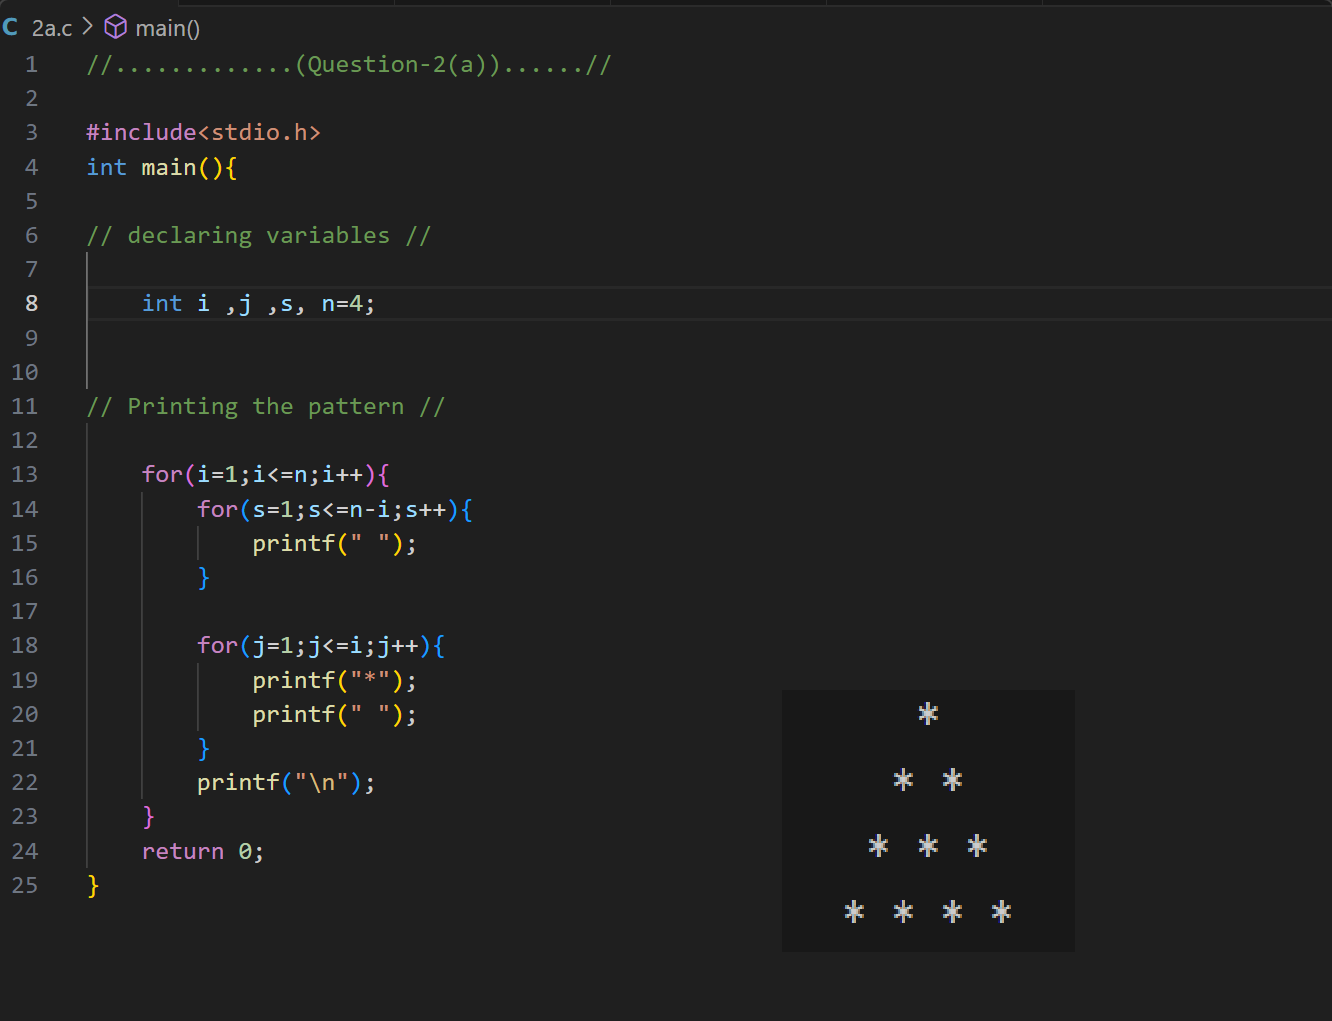 C 2a.c > main()
1 //.............(Question-2(a))......//
2
3 #include<stdio.h>
4 int main(){
5
6 // declaring variables //
7
8     int i ,j ,s, n=4;
9
10
11 // Printing the pattern //
12
13     for(i=1;i<=n;i++){
14         for(s=1;s<=n-i;s++){
15             printf(" ");
16         }
17
18         for(j=1;j<=i;j++){
19             printf("*");
20             printf(" ");
21         }
22         printf("\n");
23     }
24     return 0;
25 }
   *
  * *
 * * *
* * * *